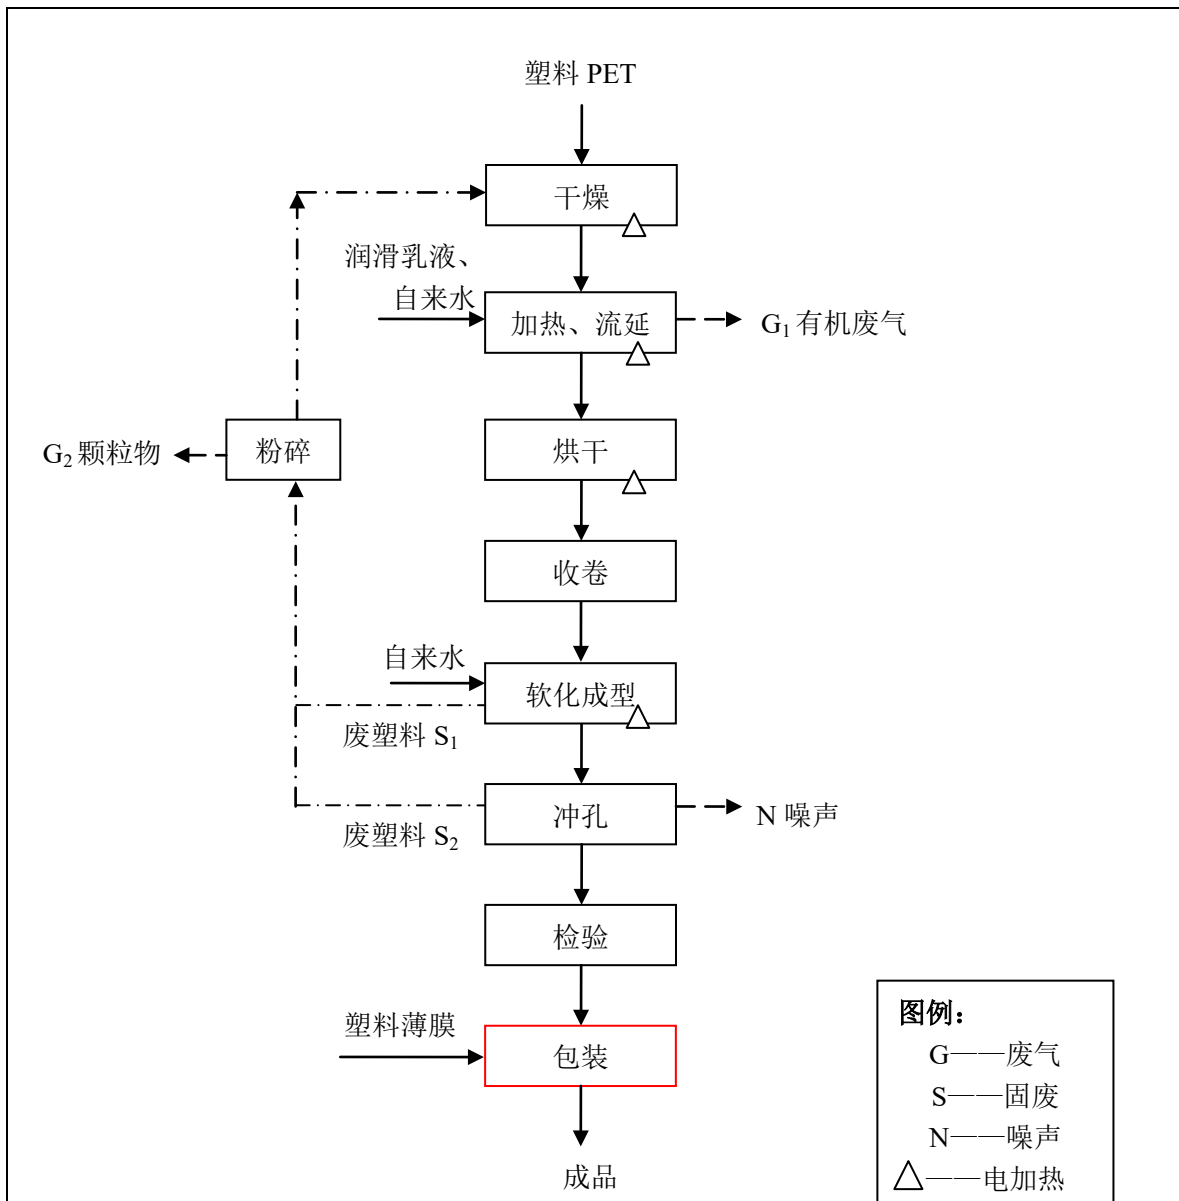 塑料 PET
干燥
润滑乳液、
自来水
加热、流延
G₁ 有机废气
烘干
粉碎
G₂ 颗粒物
收卷
自来水
软化成型
废塑料 S₁
冲孔
N 噪声
废塑料 S₂
检验
塑料薄膜
包装
成品
图例：
G——废气
S——固废
N——噪声
△——电加热